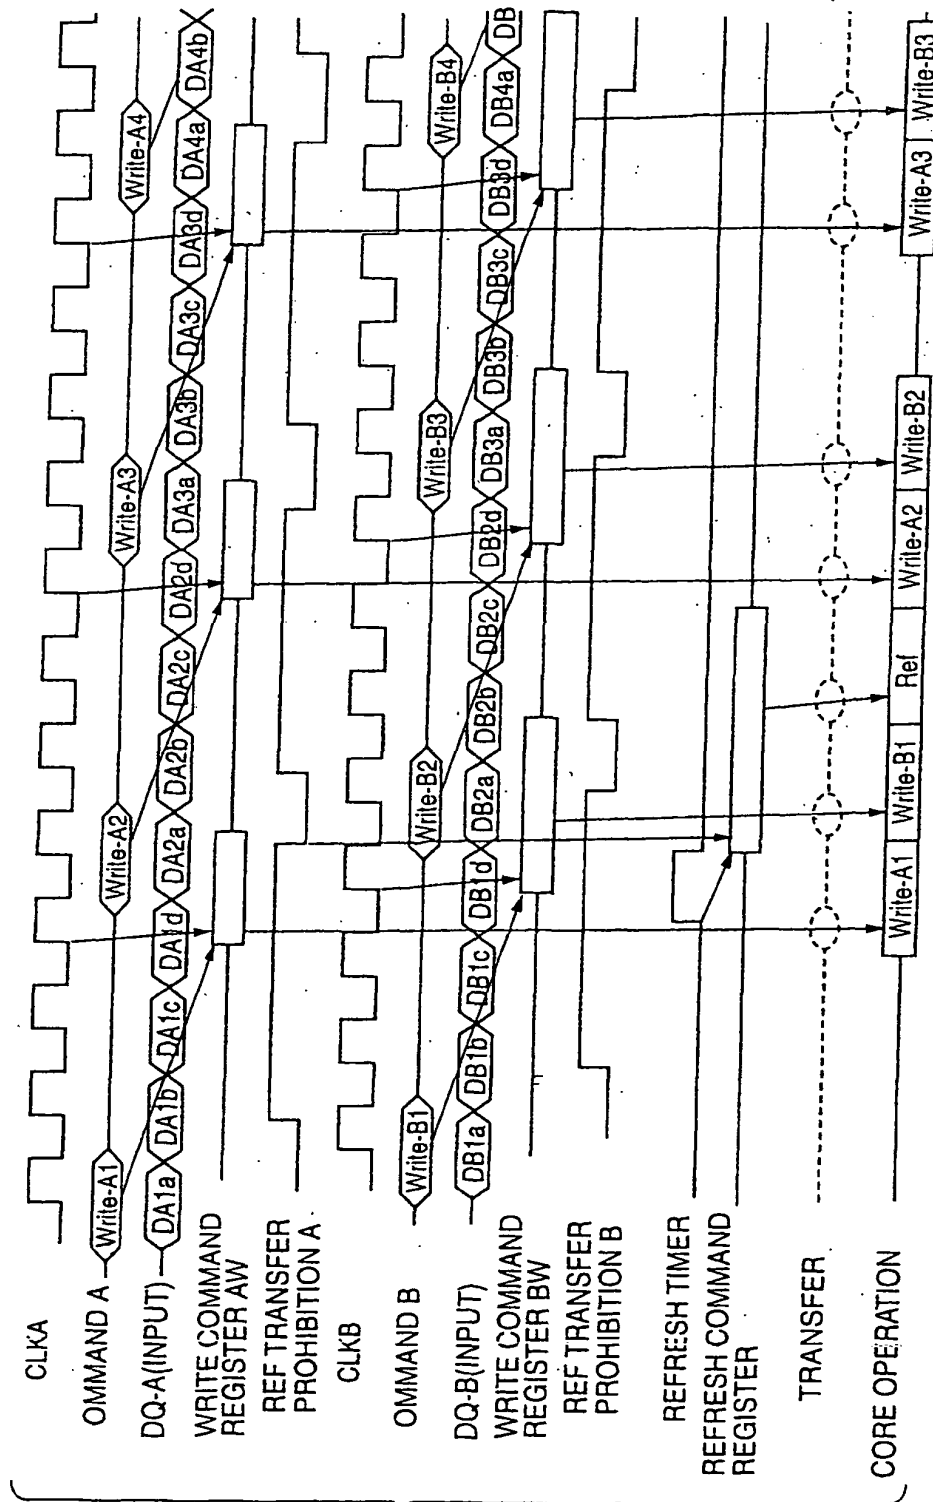 CLKA
OMMAND A
Write-A1
Write-A2
Write-A3
Write-A4
DQ-A(INPUT)
DA1a
DA1b
DA1c
DA1d
DA2a
DA2b
DA2c
DA2d
DA3a
DA3b
DA3c
DA3d
DA4a
DA4b
WRITE COMMAND
REGISTER AW
REF TRANSFER
PROHIBITION A
CLKB
OMMAND B
Write-B1
Write-B2
Write-B3
Write-B4
DQ-B(INPUT)
DB1a
DB1b
DB1c
DB1d
DB2a
DB2b
DB2c
DB2d
DB3a
DB3b
DB3c
DB3d
DB4a
DB
WRITE COMMAND
REGISTER BW
REF TRANSFER
PROHIBITION B
REFRESH TIMER
REFRESH COMMAND
REGISTER
TRANSFER
CORE OPERATION
Write-A1
Write-B1
Ref
Write-A2
Write-B2
Write-A3
Write-B3